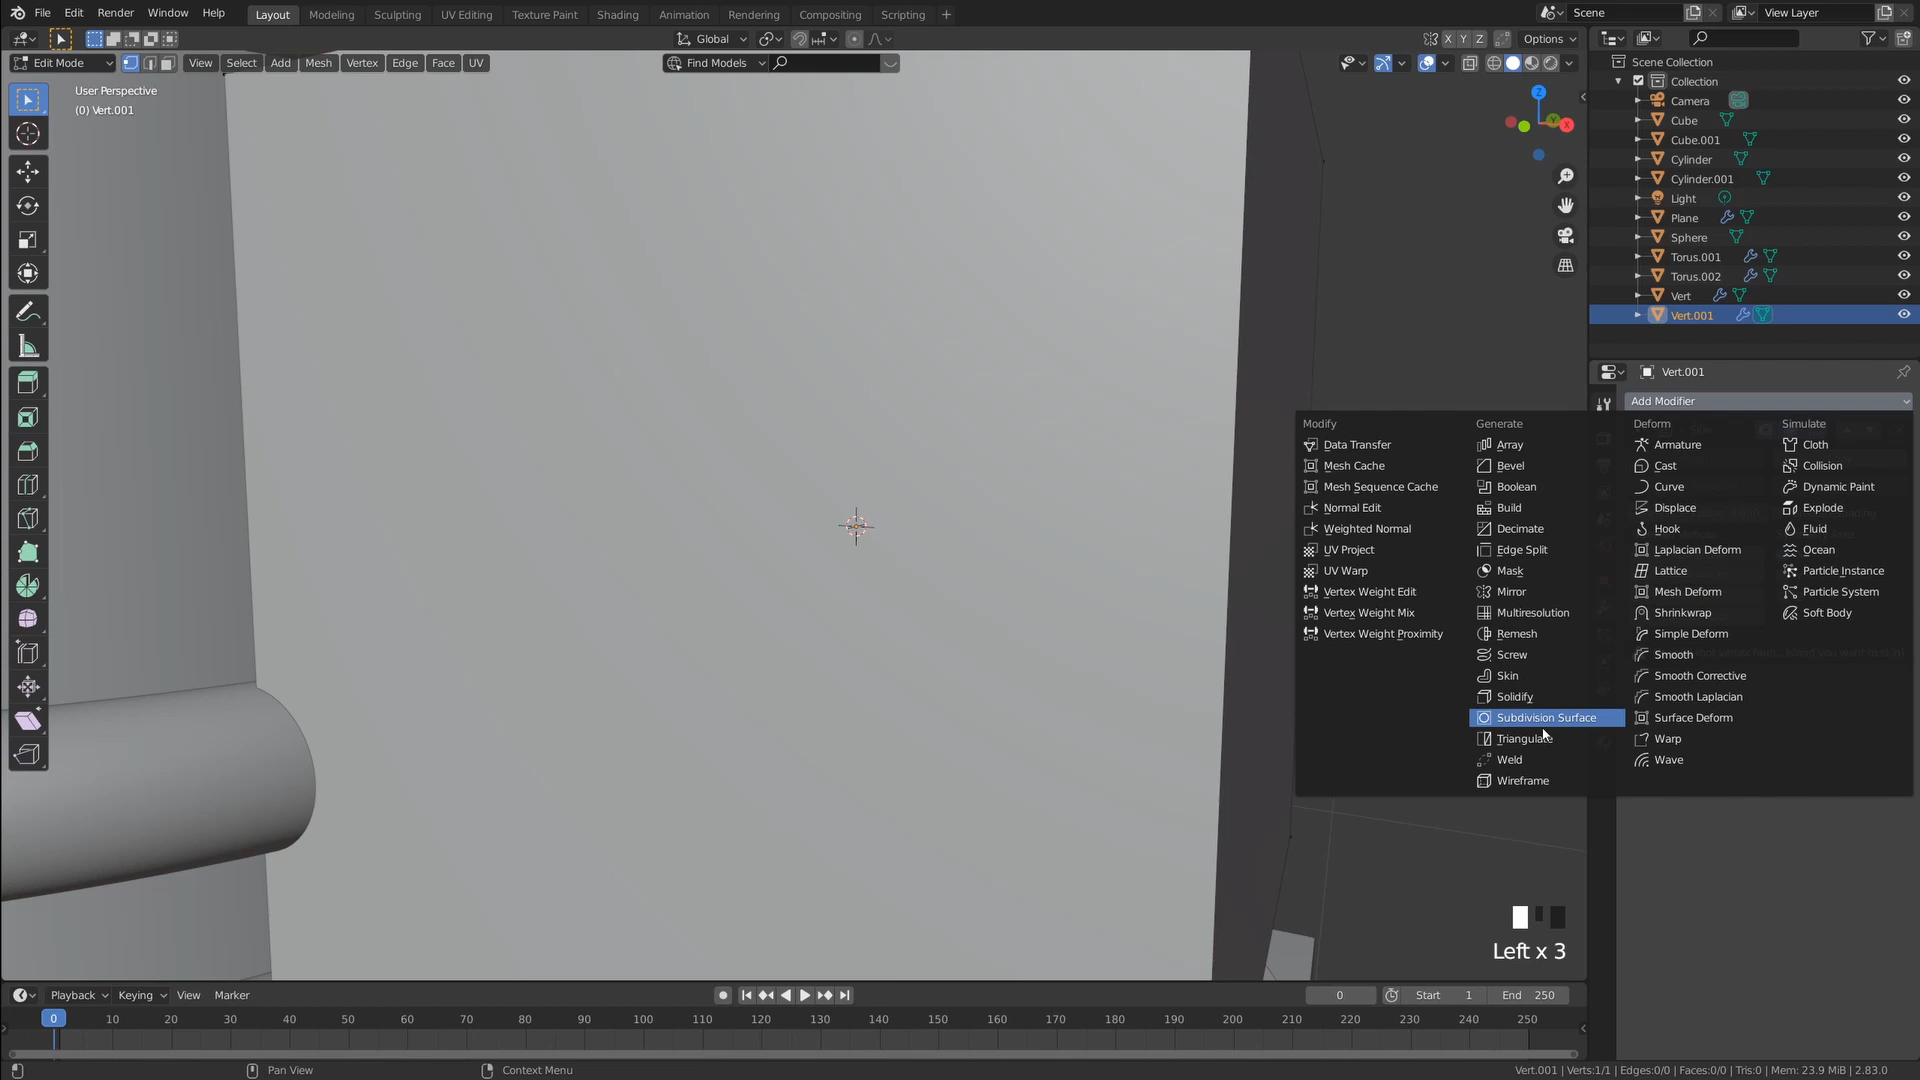 File Edit Render Window Help Layout Modeling Sculpting UV Editing Texture Paint Shading Animation Rendering Compositing Scripting + Scene View Layer
Global Options
Edit Mode View Select Add Mesh Vertex Edge Face UV Find Models X Y Z
User Perspective
(0) Vert.001
Z
Y
X
Scene Collection
Collection
Camera
Cube
Cube.001
Cylinder
Cylinder.001
Light
Plane
Sphere
Torus.001
Torus.002
Vert
Vert.001
Vert.001
Add Modifier
Modify Generate Deform Simulate
Data Transfer Array Armature Cloth
Mesh Cache Bevel Cast Collision
Mesh Sequence Cache Boolean Curve Dynamic Paint
Normal Edit Build Displace Explode
Weighted Normal Decimate Hook Fluid
UV Project Edge Split Laplacian Deform Ocean
UV Warp Mask Lattice Particle Instance
Vertex Weight Edit Mirror Mesh Deform Particle System
Vertex Weight Mix Multiresolution Shrinkwrap Soft Body
Vertex Weight Proximity Remesh Simple Deform
Screw Smooth
Skin Smooth Corrective
Solidify Smooth Laplacian
Subdivision Surface Surface Deform
Triangulate Warp
Weld Wave
Wireframe
Left x 3
Playback Keying View Marker 0 Start 1 End 250
0 10 20 30 40 50 60 70 80 90 100 110 120 130 140 150 160 170 180 190 200 210 220 230 240 250
Pan View Context Menu Vert.001 | Verts:1/1 | Edges:0/0 | Faces:0/0 | Tris:0 | Mem: 23.9 MiB | 2.83.0